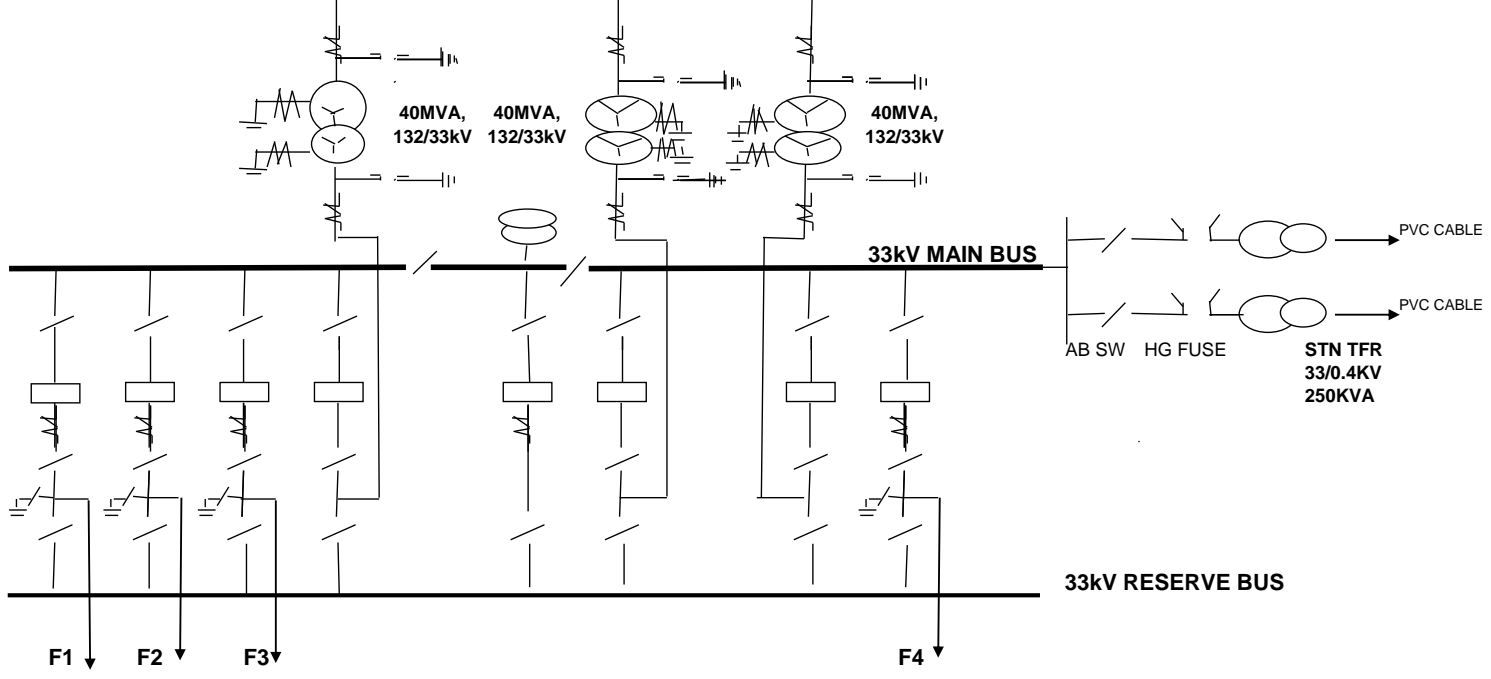 40MVA,
132/33kV
40MVA,
132/33kV
40MVA,
132/33kV
PVC CABLE
33kV MAIN BUS
PVC CABLE
AB SW
HG FUSE
STN TFR
33/0.4KV
250KVA
33kV RESERVE BUS
F1
F2
F3
F4